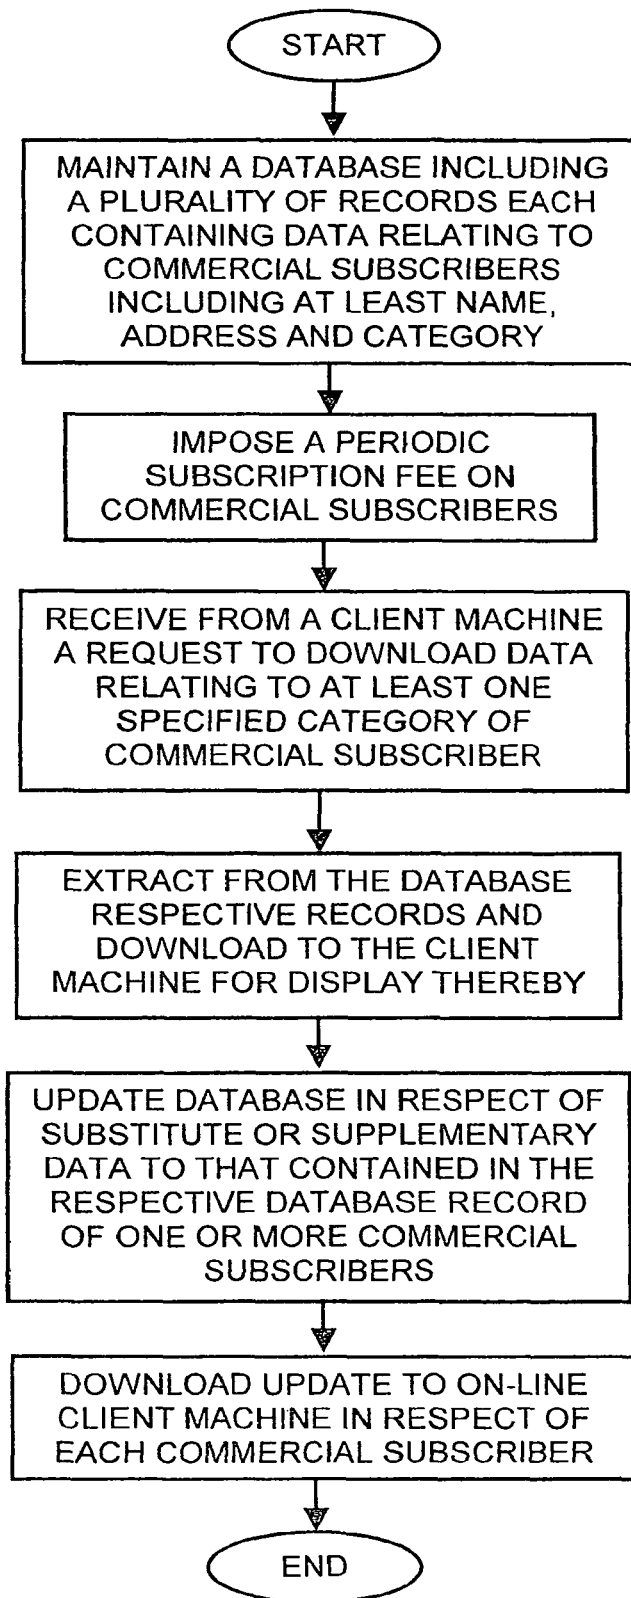 START
MAINTAIN A DATABASE INCLUDING
A PLURALITY OF RECORDS EACH
CONTAINING DATA RELATING TO
COMMERCIAL SUBSCRIBERS
INCLUDING AT LEAST NAME,
ADDRESS AND CATEGORY
IMPOSE A PERIODIC
SUBSCRIPTION FEE ON
COMMERCIAL SUBSCRIBERS
RECEIVE FROM A CLIENT MACHINE
A REQUEST TO DOWNLOAD DATA
RELATING TO AT LEAST ONE
SPECIFIED CATEGORY OF
COMMERCIAL SUBSCRIBER
EXTRACT FROM THE DATABASE
RESPECTIVE RECORDS AND
DOWNLOAD TO THE CLIENT
MACHINE FOR DISPLAY THEREBY
UPDATE DATABASE IN RESPECT OF
SUBSTITUTE OR SUPPLEMENTARY
DATA TO THAT CONTAINED IN THE
RESPECTIVE DATABASE RECORD
OF ONE OR MORE COMMERCIAL
SUBSCRIBERS
DOWNLOAD UPDATE TO ON-LINE
CLIENT MACHINE IN RESPECT OF
EACH COMMERCIAL SUBSCRIBER
END